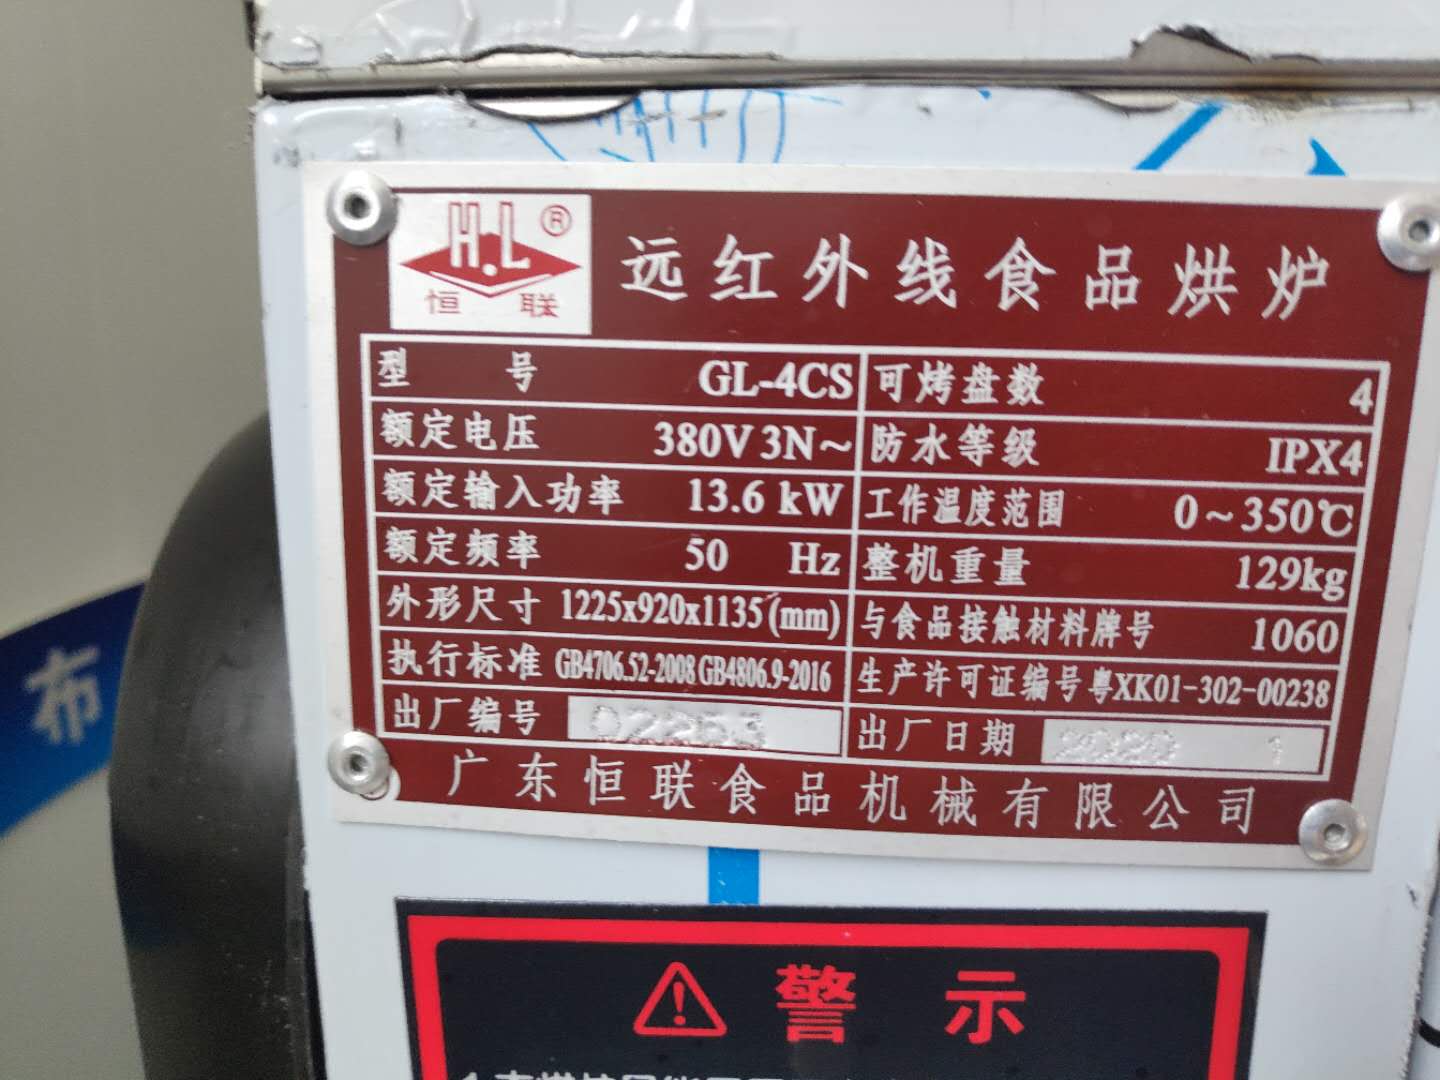 H.L ®
恒联
远红外线食品烘炉
型号 GL-4CS 可烤盘数 4
额定电压 380V 3N~ 防水等级 IPX4
额定输入功率 13.6 kW 工作温度范围 0~350℃
额定频率 50 Hz 整机重量 129kg
外形尺寸 1225x920x1135(mm) 与食品接触材料牌号 1060
执行标准 GB4706.52-2008 GB4806.9-2016 生产许可证编号 粤XK01-302-00238
出厂编号 02263 出厂日期 2020 1
广东恒联食品机械有限公司
布
警示